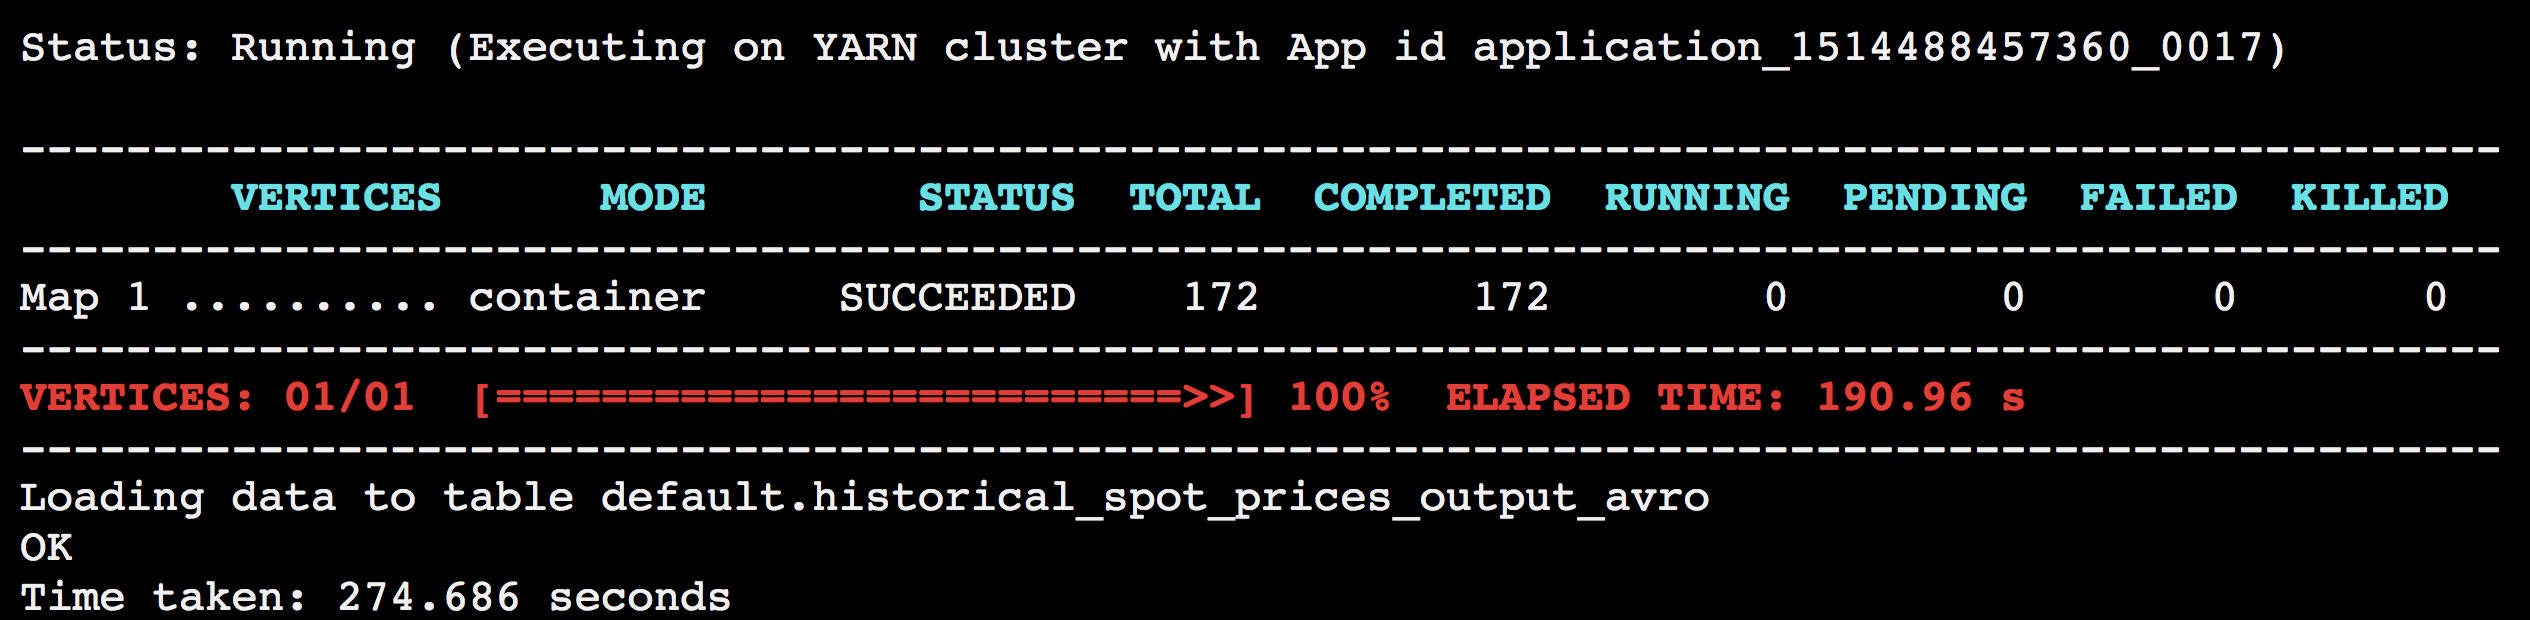 Status: Running (Executing on YARN cluster with App id application_1514488457360_0017)
----------------------------------------------------------------------------------------------
        VERTICES      MODE        STATUS  TOTAL  COMPLETED  RUNNING  PENDING  FAILED  KILLED
----------------------------------------------------------------------------------------------
Map 1 .......... container     SUCCEEDED    172        172        0        0       0       0
----------------------------------------------------------------------------------------------
VERTICES: 01/01  [==========================>>] 100%  ELAPSED TIME: 190.96 s
----------------------------------------------------------------------------------------------
Loading data to table default.historical_spot_prices_output_avro
OK
Time taken: 274.686 seconds